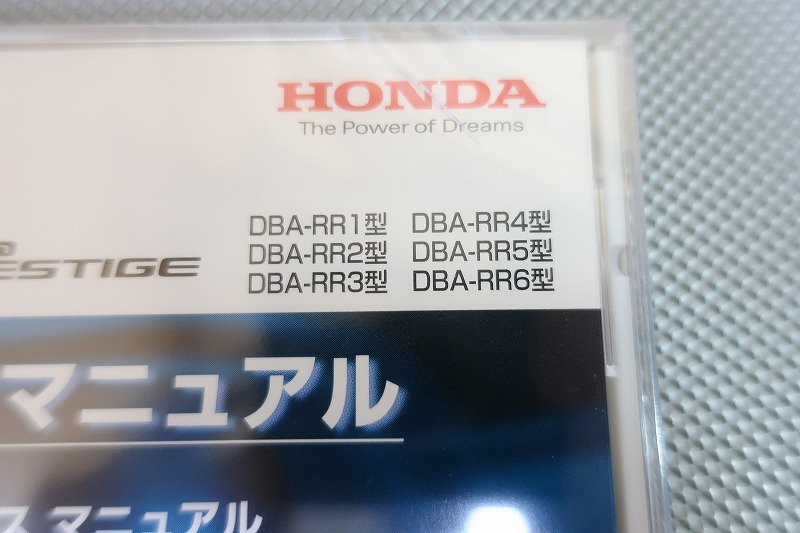 HONDA
The Power of Dreams
DBA-RR1型 DBA-RR4型
DBA-RR2型 DBA-RR5型
DBA-RR3型 DBA-RR6型
ESTIGE
マニュアル
ス マニュアル